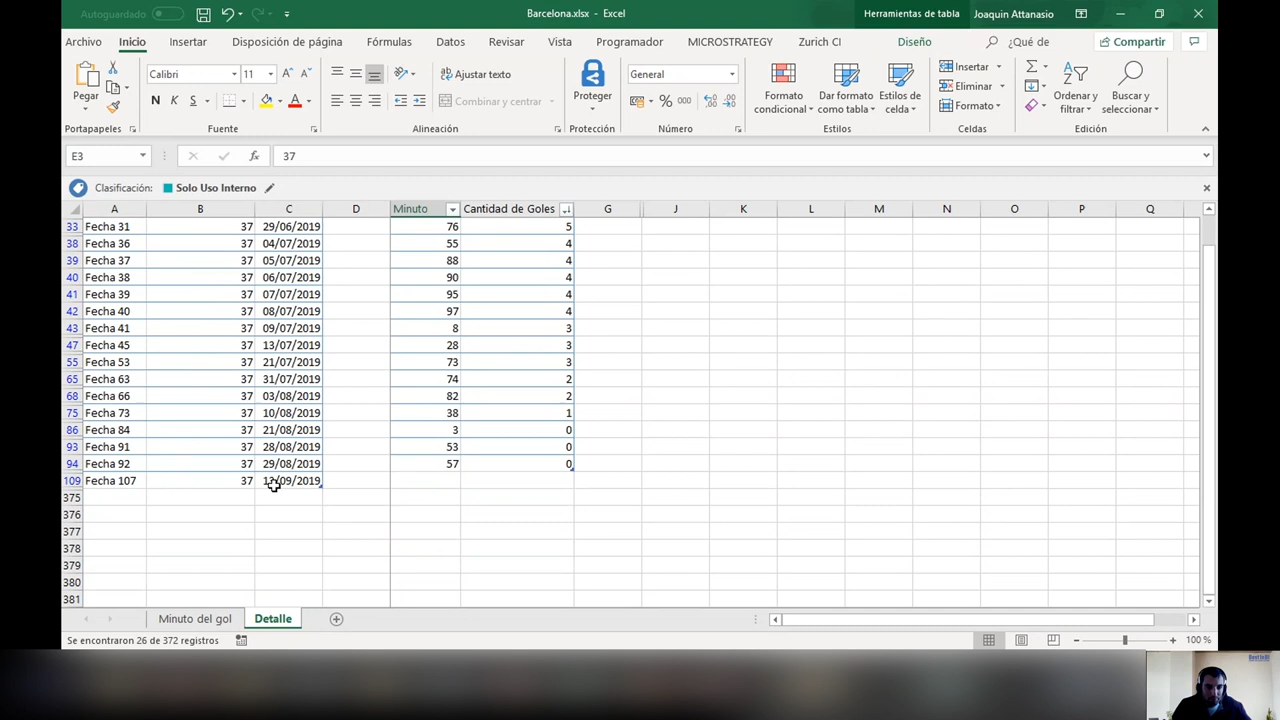 Autoguardado
Barcelona.xlsx - Excel
Herramientas de tabla
Joaquin Attanasio
Archivo Inicio Insertar Disposición de página Fórmulas Datos Revisar Vista Programador MICROSTRATEGY Zurich CI Diseño ¿Qué de Compartir
Pegar
Calibri 11
N K S
Ajustar texto
Combinar y centrar
Proteger
General
% 000
Formato condicional
Dar formato como tabla
Estilos de celda
Insertar
Eliminar
Formato
Ordenar y filtrar
Buscar y seleccionar
Portapapeles Fuente Alineación Protección Número Estilos Celdas Edición
E3 fx 37
Clasificación: Solo Uso Interno
A B C D Minuto Cantidad de Goles G J K L M N O P Q
33 Fecha 31 37 29/06/2019 76 5
38 Fecha 36 37 04/07/2019 55 4
39 Fecha 37 37 05/07/2019 88 4
40 Fecha 38 37 06/07/2019 90 4
41 Fecha 39 37 07/07/2019 95 4
42 Fecha 40 37 08/07/2019 97 4
43 Fecha 41 37 09/07/2019 8 3
47 Fecha 45 37 13/07/2019 28 3
55 Fecha 53 37 21/07/2019 73 3
65 Fecha 63 37 31/07/2019 74 2
68 Fecha 66 37 03/08/2019 82 2
75 Fecha 73 37 10/08/2019 38 1
86 Fecha 84 37 21/08/2019 3 0
93 Fecha 91 37 28/08/2019 53 0
94 Fecha 92 37 29/08/2019 57 0
109 Fecha 107 37
375
376
377
378
379
380
381
Minuto del gol Detalle
Se encontraron 26 de 372 registros
100 %